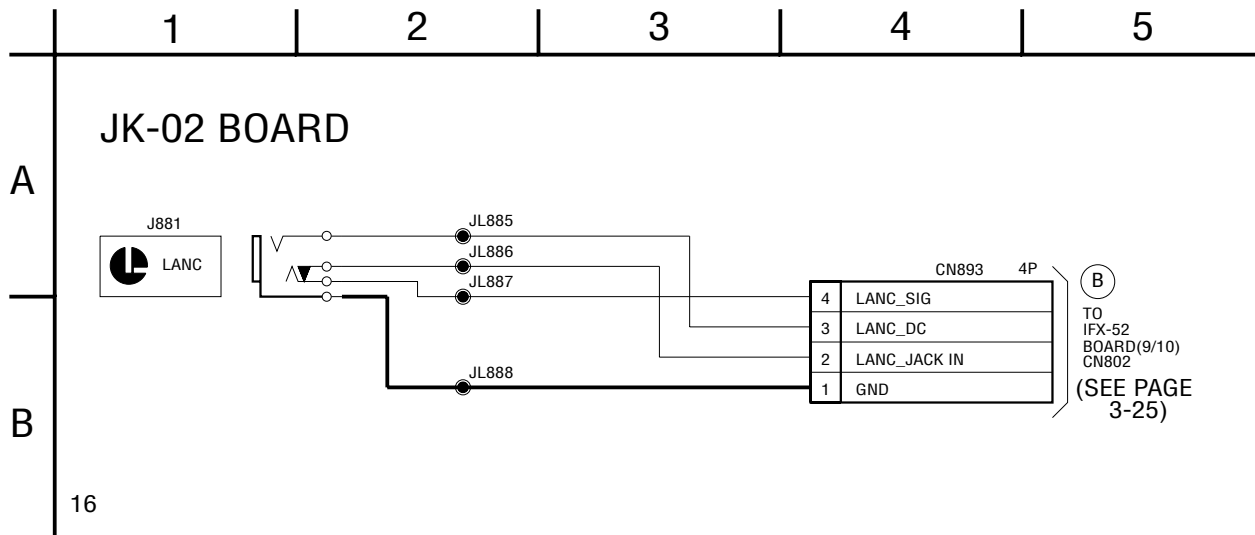 1 2 3 4 5
JK-02 BOARD
A
J881
LANC
JL885
JL886
JL887
JL888
CN893 4P
4 LANC_SIG
3 LANC_DC
2 LANC_JACK IN
1 GND
B
TO
IFX-52
BOARD(9/10)
CN802
(SEE PAGE
3-25)
B
16